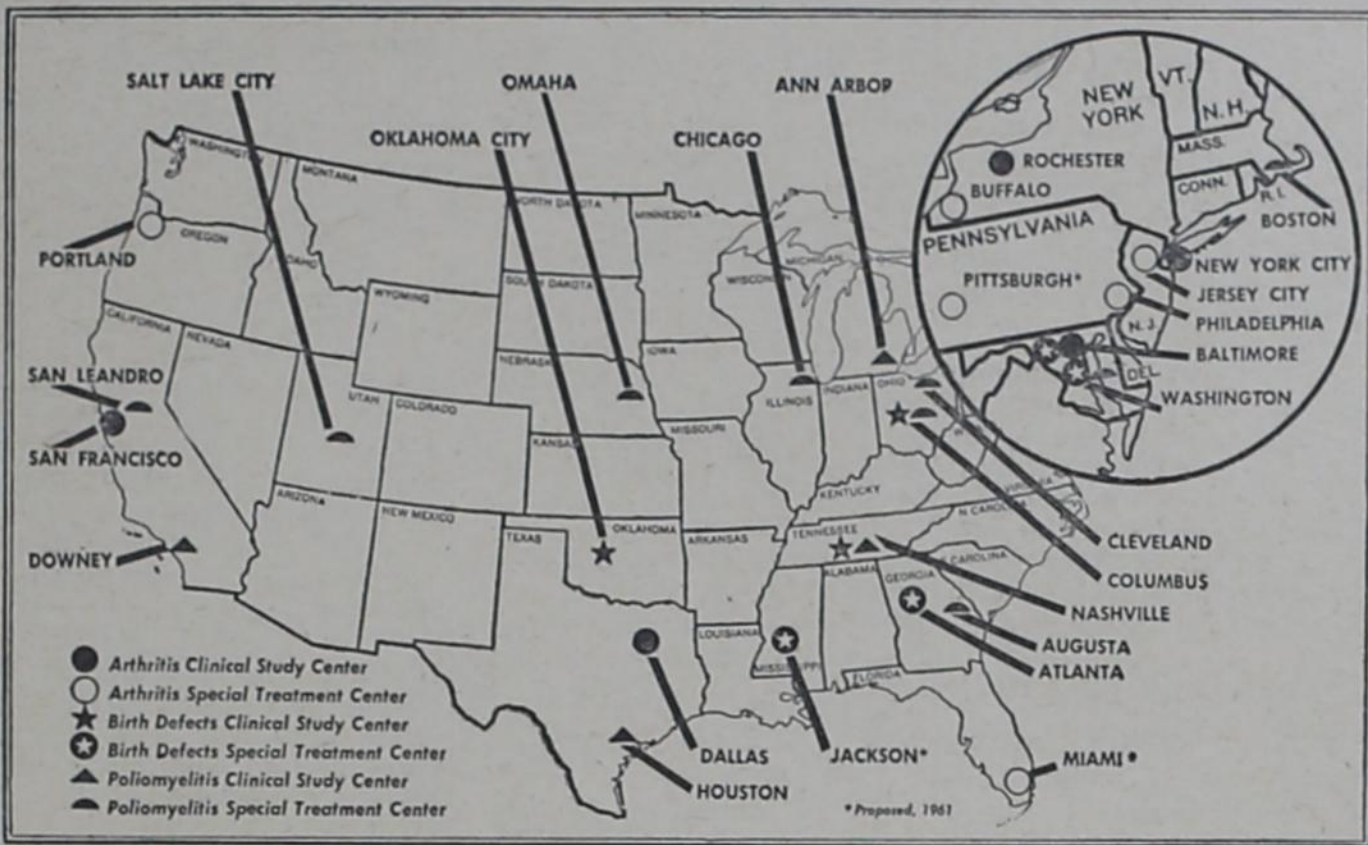 SALT LAKE CITY
OMAHA
ANN ARBOR
OKLAHOMA CITY
CHICAGO
NEW YORK
VT.
N. H.
MASS.
CONN.
R. I.
ROCHESTER
BUFFALO
BOSTON
PENNSYLVANIA
PITTSBURGH*
NEW YORK CITY
JERSEY CITY
PHILADELPHIA
N. J.
BALTIMORE
DEL.
WASHINGTON
WASHINGTON
MONTANA
NORTH DAKOTA
MINNESOTA
PORTLAND
OREGON
IDAHO
WYOMING
SOUTH DAKOTA
WISCONSIN
MICHIGAN
CALIFORNIA
NEVADA
NEBRASKA
IOWA
SAN LEANDRO
UTAH
COLORADO
ILLINOIS
INDIANA
OHIO
SAN FRANCISCO
KANSAS
MISSOURI
ARIZONA
NEW MEXICO
KENTUCKY
VIRGINIA
N CAROLINA
TEXAS
OKLAHOMA
ARKANSAS
TENNESSEE
DOWNEY
ALABAMA
GEORGIA
S CAROLINA
CLEVELAND
COLUMBUS
NASHVILLE
LOUISIANA
MISSISSIPPI
FLORIDA
AUGUSTA
ATLANTA
DALLAS
JACKSON*
MIAMI*
HOUSTON
Arthritis Clinical Study Center
Arthritis Special Treatment Center
Birth Defects Clinical Study Center
Birth Defects Special Treatment Center
Poliomyelitis Clinical Study Center
Poliomyelitis Special Treatment Center
*Proposed, 1961